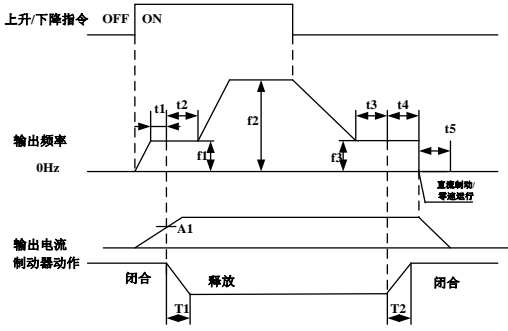 上升/下降指令 OFF ON
t1 t2 t3 t4 t5
f1 f2 f3
输出频率
0Hz
直流制动/
零速运行
A1
输出电流
制动器动作
闭合 释放 闭合
T1 T2